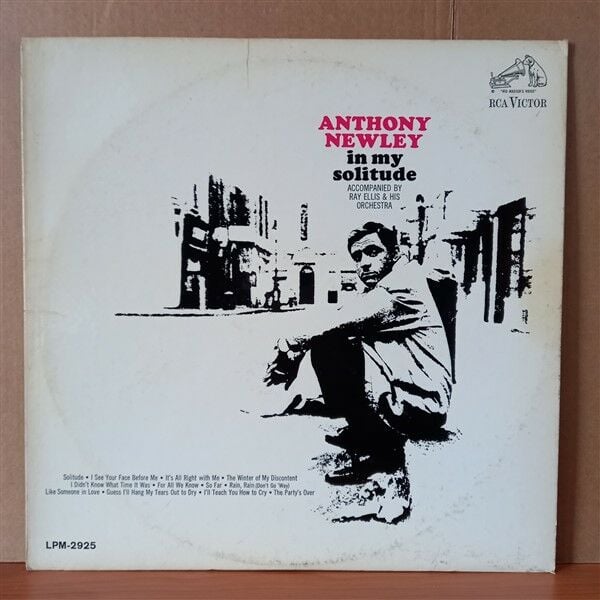 "HIS MASTER'S VOICE"
RCA VICTOR
ANTHONY
NEWLEY
in my
solitude
ACCOMPANIED BY
RAY ELLIS & HIS
ORCHESTRA
Solitude • I See Your Face Before Me • It's All Right with Me • The Winter of My Discontent
I Didn't Know What Time It Was • For All We Know • So Far • Rain, Rain (Don't Go 'Way)
Like Someone in Love • Guess I'll Hang My Tears Out to Dry • I'll Teach You How to Cry • The Party's Over
LPM-2925